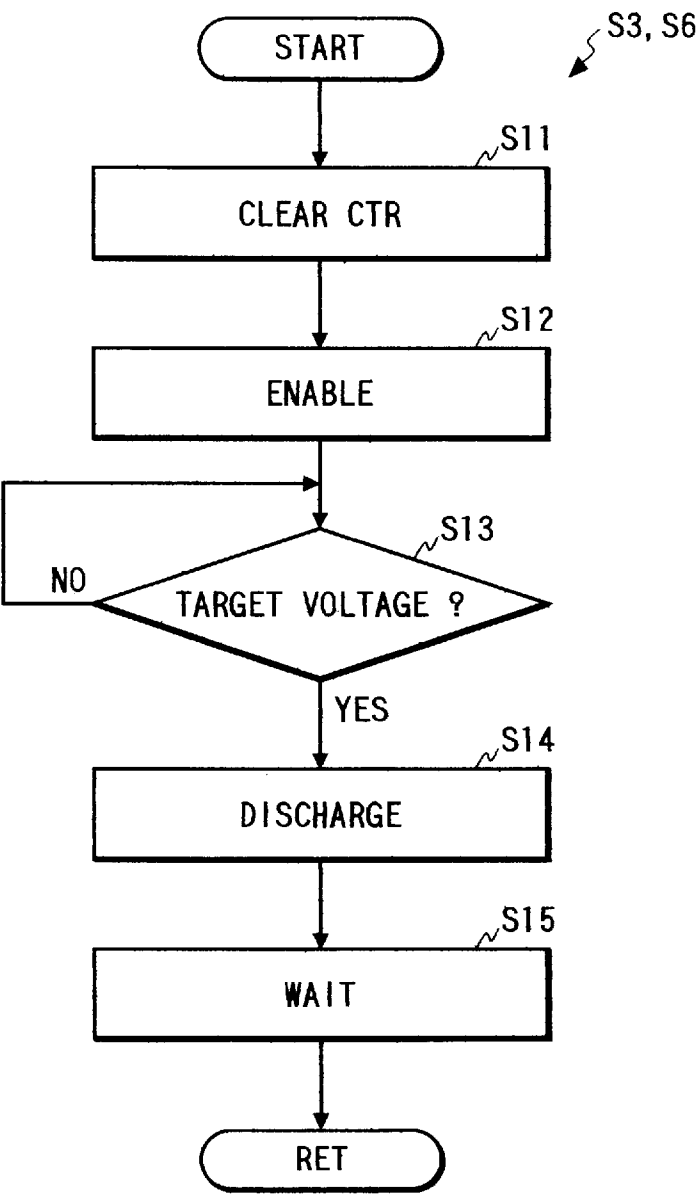 S3, S6
START
S11
CLEAR CTR
S12
ENABLE
S13
NO
TARGET VOLTAGE ?
YES
S14
DISCHARGE
S15
WAIT
RET